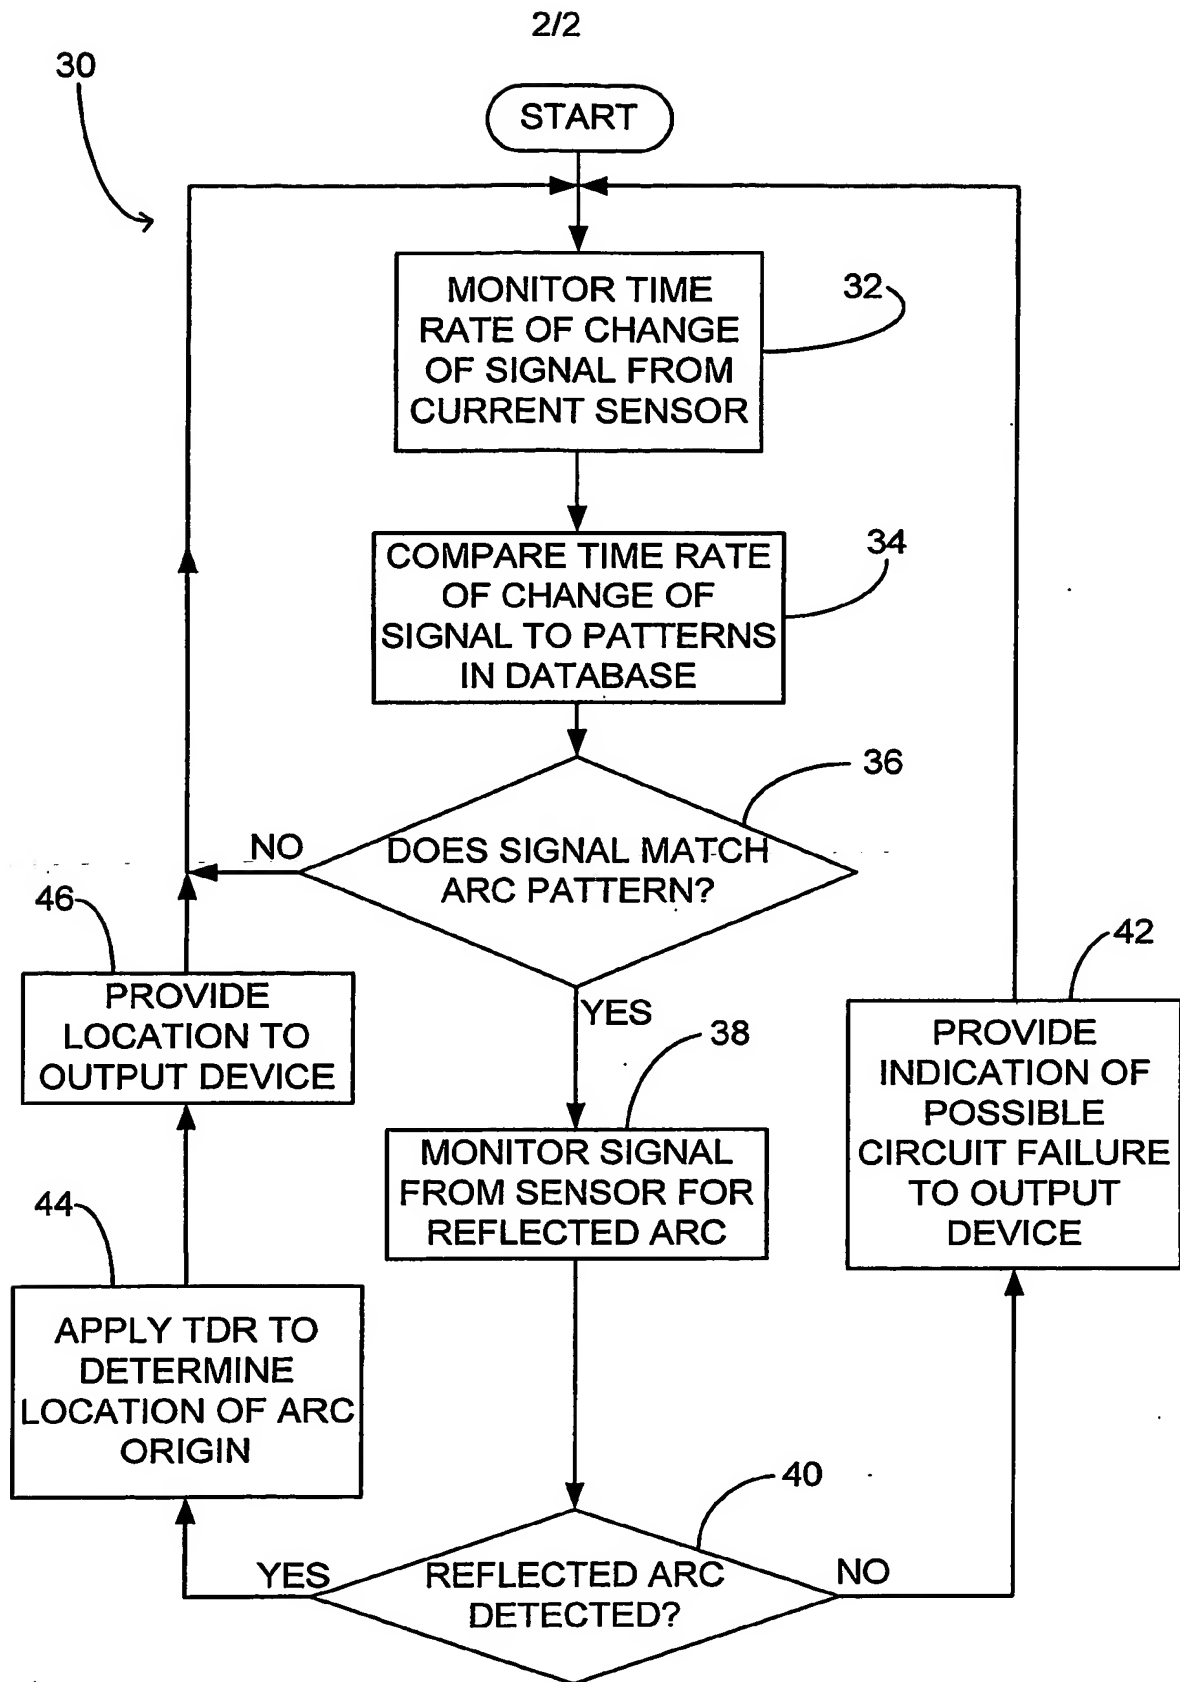 2/2
30
START
MONITOR TIME
RATE OF CHANGE
OF SIGNAL FROM
CURRENT SENSOR
32
COMPARE TIME RATE
OF CHANGE OF
SIGNAL TO PATTERNS
IN DATABASE
34
36
NO
DOES SIGNAL MATCH
ARC PATTERN?
46
PROVIDE
LOCATION TO
OUTPUT DEVICE
YES
42
PROVIDE
INDICATION OF
POSSIBLE
CIRCUIT FAILURE
TO OUTPUT
DEVICE
38
MONITOR SIGNAL
FROM SENSOR FOR
REFLECTED ARC
44
APPLY TDR TO
DETERMINE
LOCATION OF ARC
ORIGIN
40
YES
REFLECTED ARC
DETECTED?
NO